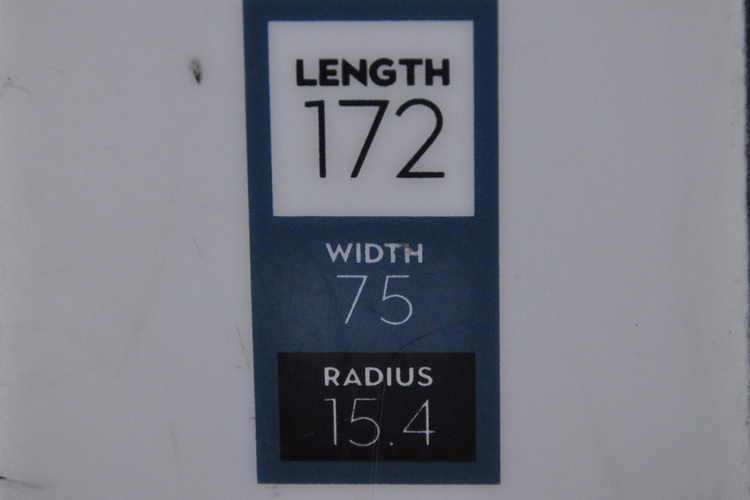 LENGTH
172
WIDTH
75
RADIUS
15.4